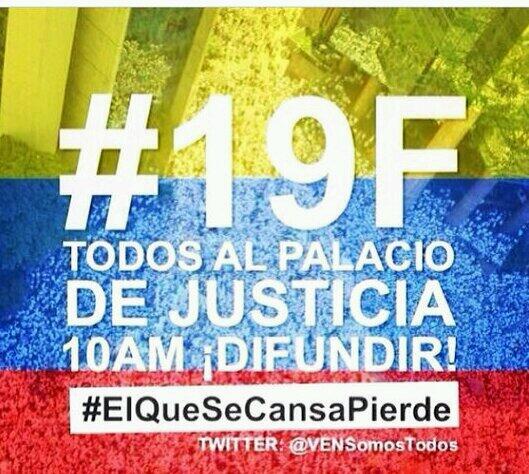 #19F
TODOS AL PALACIO
DE JUSTICIA
10AM ¡DIFUNDIR!
#ElQueSeCansaPierde
TWITTER: @VENSomosTodos